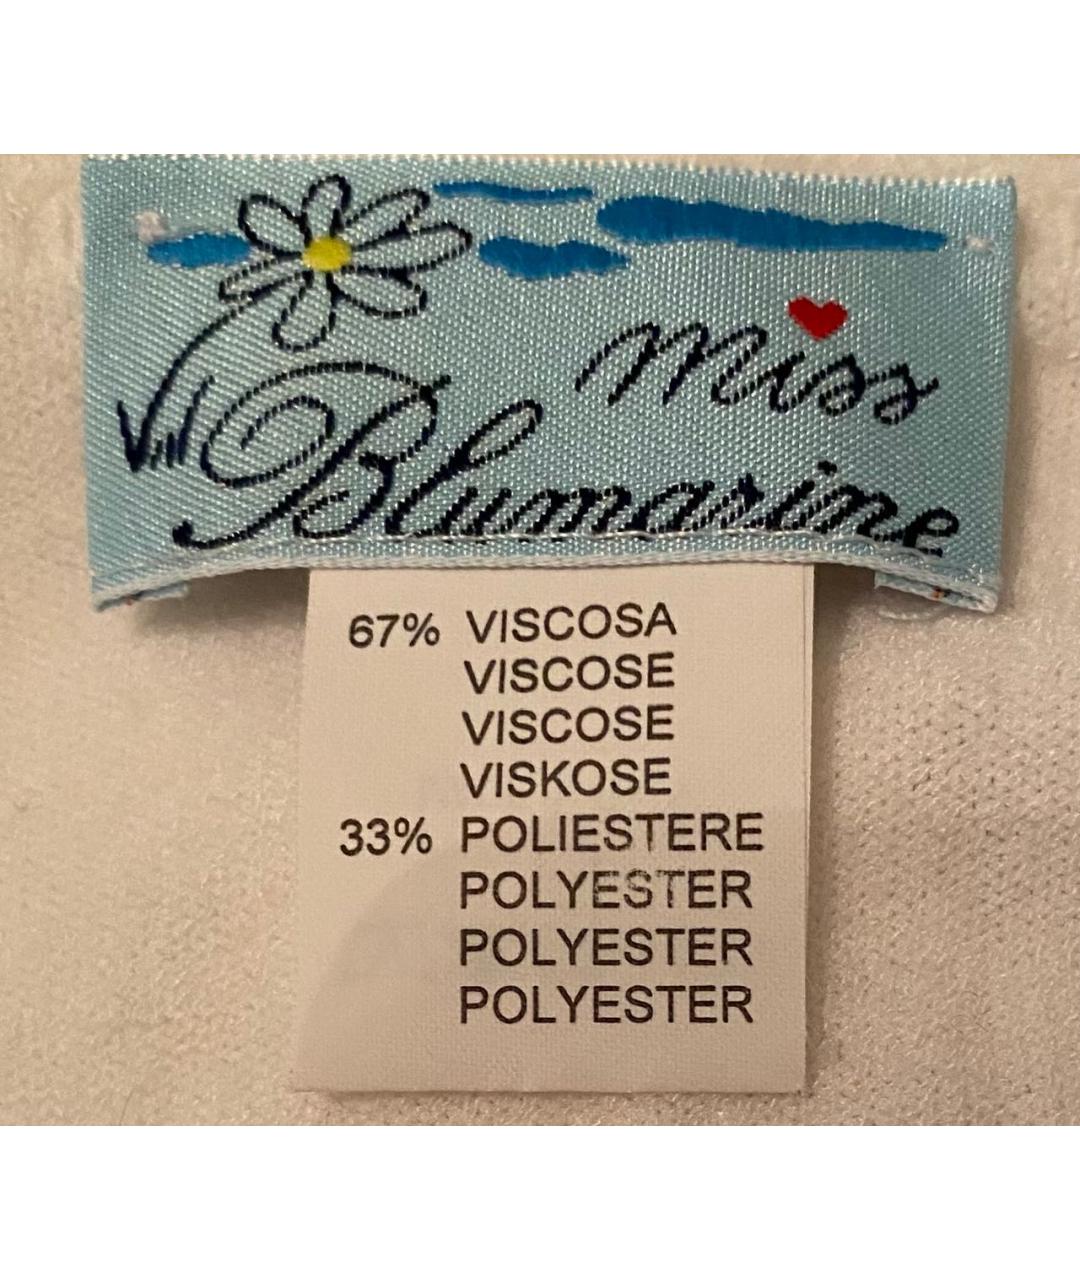 miss
Blumarine
67% VISCOSA
VISCOSE
VISCOSE
VISKOSE
33% POLIESTERE
POLYESTER
POLYESTER
POLYESTER